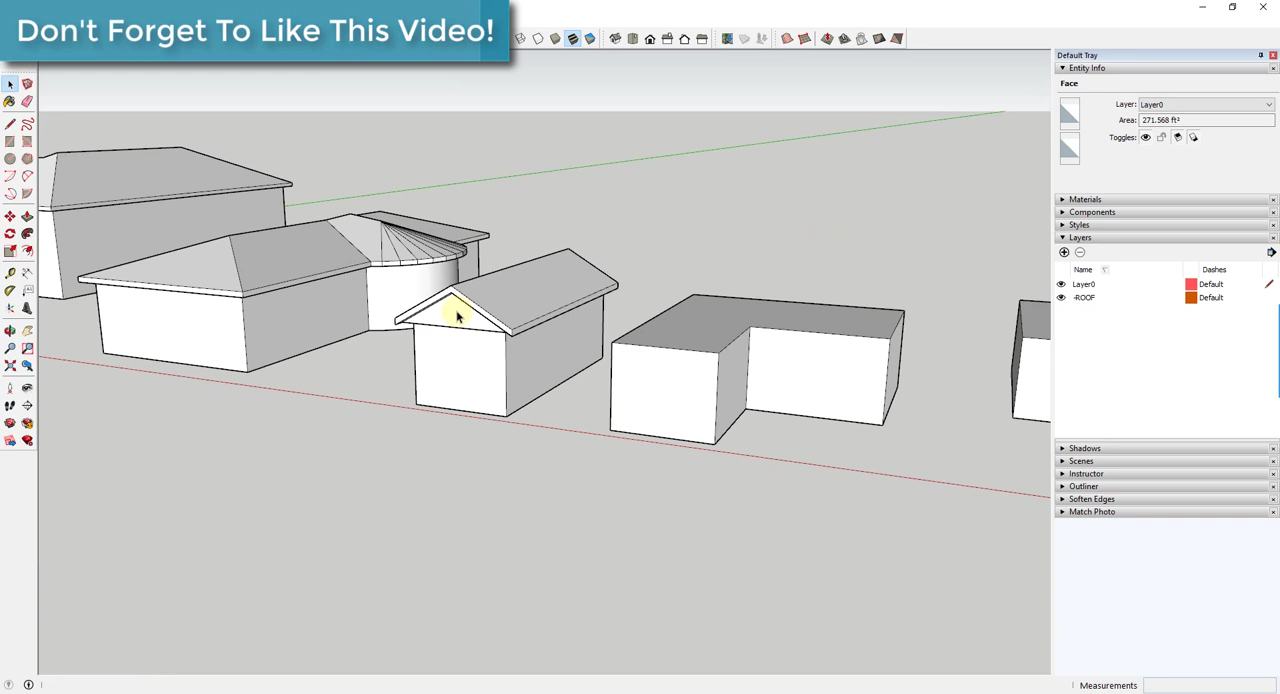 Don't Forget To Like This Video!
Default Tray
Entity Info
Face
Layer: Layer0
Area: 271.568 ft²
Toggles:
Materials
Components
Styles
Layers
Name Dashes
Layer0 Default
-ROOF Default
Shadows
Scenes
Instructor
Outliner
Soften Edges
Match Photo
Measurements